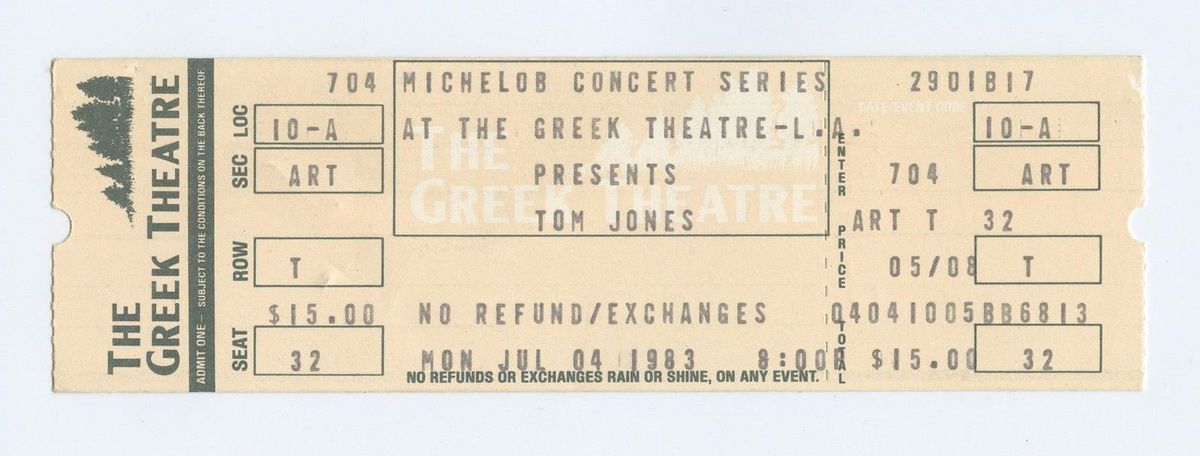 THE
GREEK THEATRE
ADMIT ONE – SUBJECT TO THE CONDITIONS ON THE BACK THEREOF.
704
LOC 10-A
SEC ART
ROW T
$15.00
SEAT 32
MICHELOB CONCERT SERIES
AT THE GREEK THEATRE-L.A.
PRESENTS
TOM JONES
THE
GREEK THEATRE
NO REFUND/EXCHANGES
MON JUL 04 1983 8:00P
NO REFUNDS OR EXCHANGES RAIN OR SHINE, ON ANY EVENT.
ENTER PRICE TOTAL
2901B17
DATE/EVENT CODE
10-A
704 ART
ART T 32
05/08 T
04041005BB6813
$15.00 32